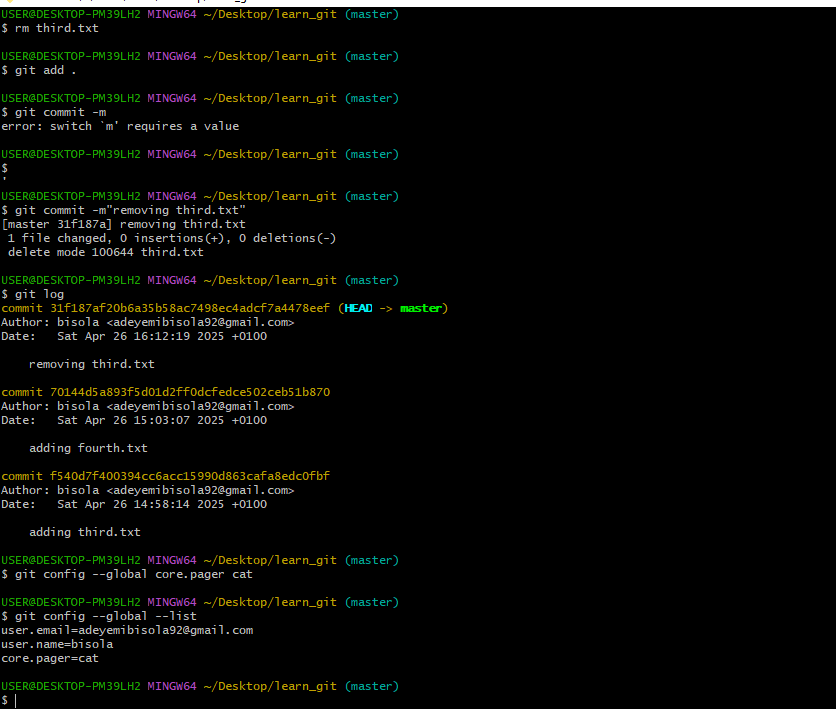 USER@DESKTOP-PM39LH2 MINGW64 ~/Desktop/learn_git (master)
$ rm third.txt
USER@DESKTOP-PM39LH2 MINGW64 ~/Desktop/learn_git (master)
$ git add .
USER@DESKTOP-PM39LH2 MINGW64 ~/Desktop/learn_git (master)
$ git commit -m
error: switch `m' requires a value
USER@DESKTOP-PM39LH2 MINGW64 ~/Desktop/learn_git (master)
$
'
USER@DESKTOP-PM39LH2 MINGW64 ~/Desktop/learn_git (master)
$ git commit -m"removing third.txt"
[master 31f187a] removing third.txt
 1 file changed, 0 insertions(+), 0 deletions(-)
 delete mode 100644 third.txt
USER@DESKTOP-PM39LH2 MINGW64 ~/Desktop/learn_git (master)
$ git log
commit 31f187af20b6a35b58ac7498ec4adcf7a4478eef (HEAD -> master)
Author: bisola <adeyemibisola92@gmail.com>
Date:   Sat Apr 26 16:12:19 2025 +0100
    removing third.txt
commit 70144d5a893f5d01d2ff0dcfedce502ceb51b870
Author: bisola <adeyemibisola92@gmail.com>
Date:   Sat Apr 26 15:03:07 2025 +0100
    adding fourth.txt
commit f540d7f400394cc6acc15990d863cafa8edc0fbf
Author: bisola <adeyemibisola92@gmail.com>
Date:   Sat Apr 26 14:58:14 2025 +0100
    adding third.txt
USER@DESKTOP-PM39LH2 MINGW64 ~/Desktop/learn_git (master)
$ git config --global core.pager cat
USER@DESKTOP-PM39LH2 MINGW64 ~/Desktop/learn_git (master)
$ git config --global --list
user.email=adeyemibisola92@gmail.com
user.name=bisola
core.pager=cat
USER@DESKTOP-PM39LH2 MINGW64 ~/Desktop/learn_git (master)
$